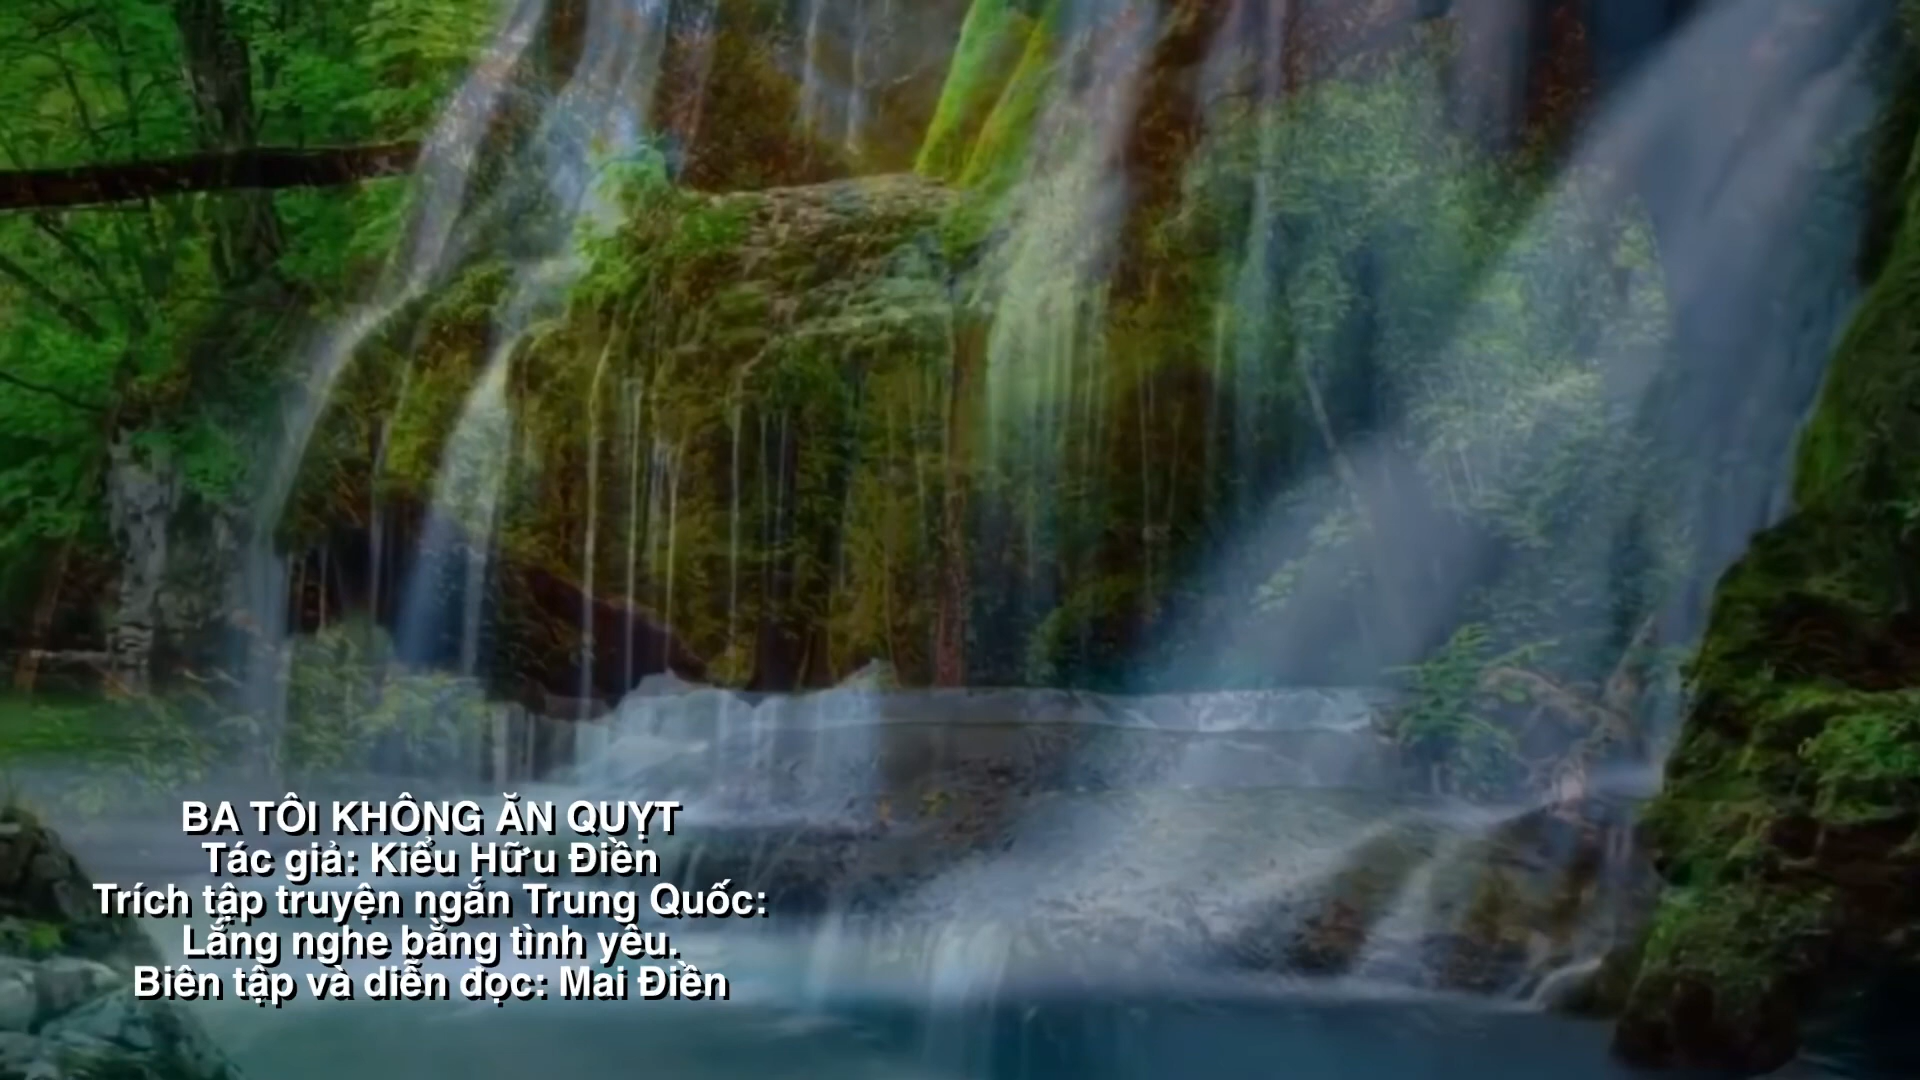 BA TÔI KHÔNG ĂN QUỴT
Tác giả: Kiểu Hữu Điền
Trích tập truyện ngắn Trung Quốc:
Lắng nghe bằng tình yêu.
Biên tập và diễn đọc: Mai Điền